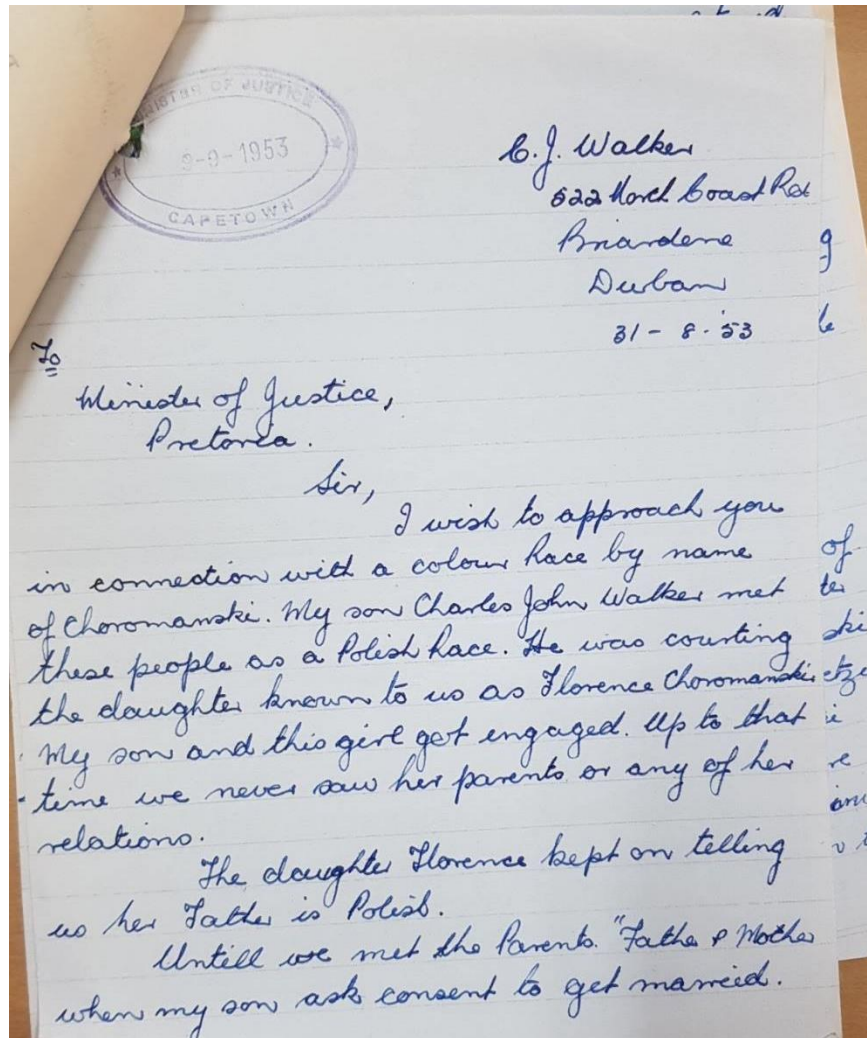 MINISTER OF JUSTICE
9-9-1953
CAPETOWN
C. J. Walker
522 North Coast Rd
Briardene
Durban
31 - 8 - 53
To
Minister of Justice,
Pretoria.
Sir,
I wish to approach you
in connection with a colour Race by name
of Choromanski. My son Charles John Walker met
these people as a Polish Race. He was courting
the daughter known to us as Florence Choromanski
My son and this girl got engaged. Up to that
time we never saw her parents or any of her
relations.
The daughter Florence kept on telling
us her Father is Polish.
Untill we met the Parents. "Father & Mother
when my son ask consent to get married.